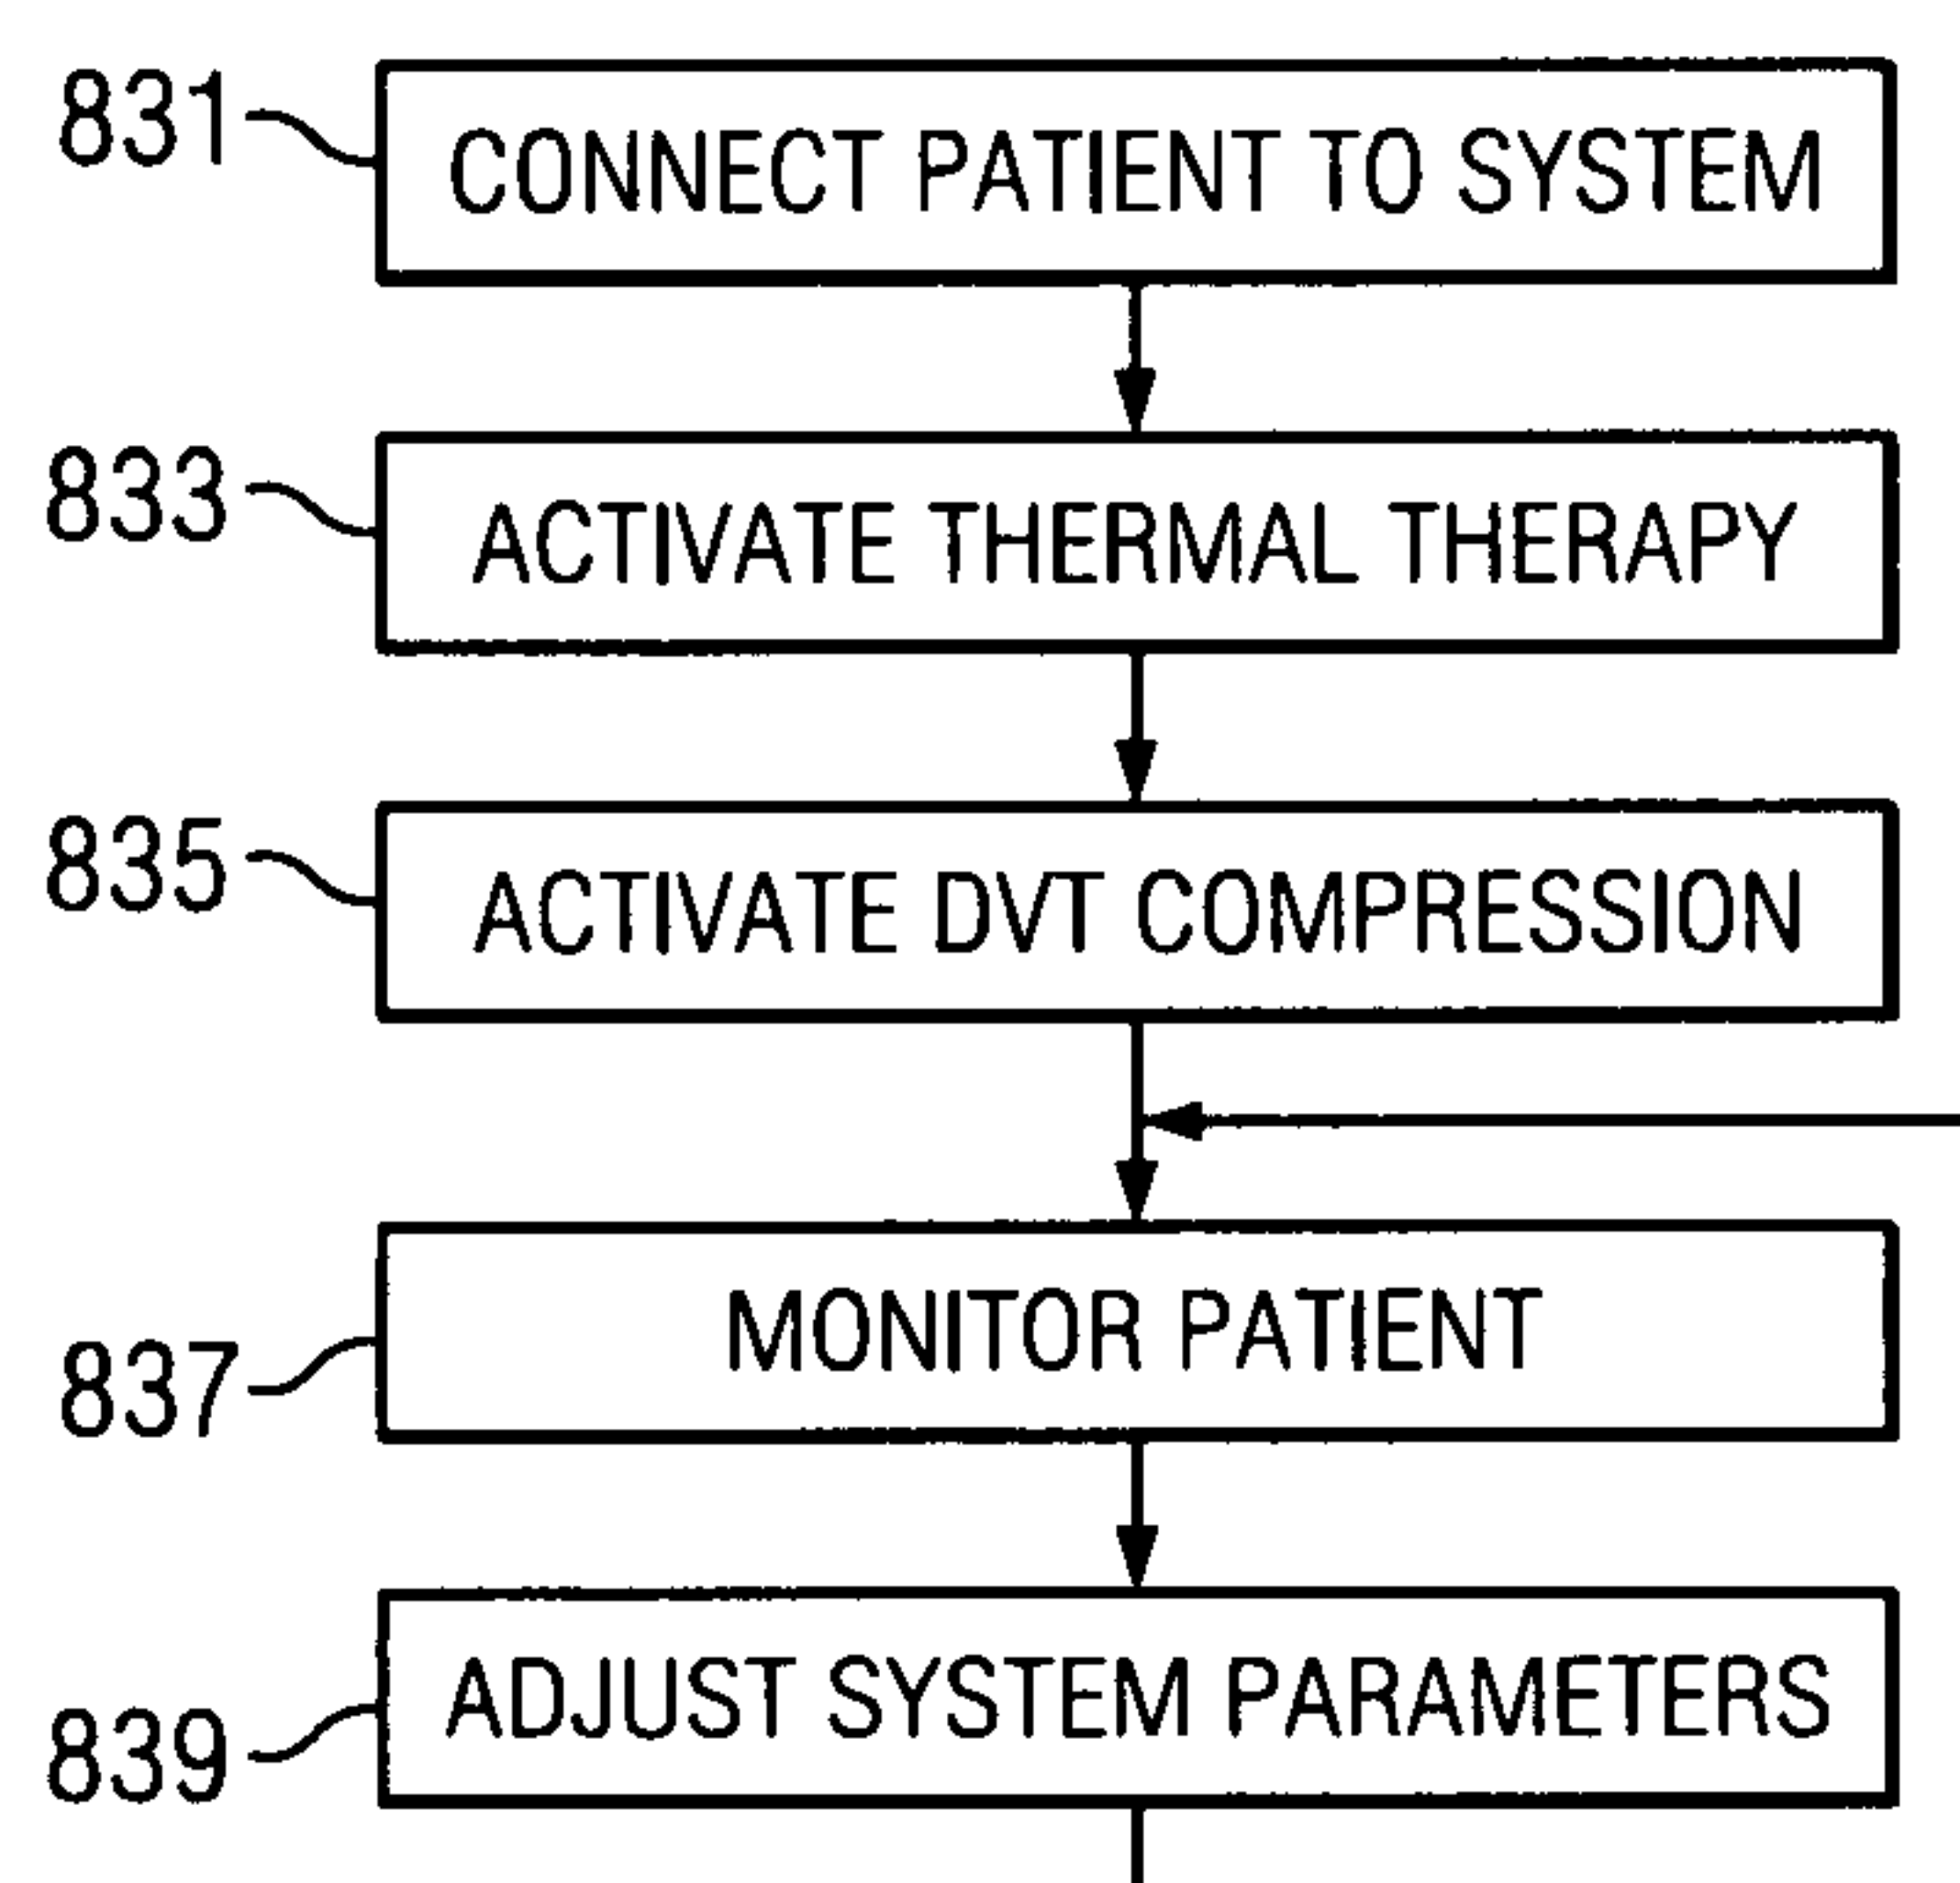 831
CONNECT PATIENT TO SYSTEM
833
ACTIVATE THERMAL THERAPY
835
ACTIVATE DVT COMPRESSION
837
MONITOR PATIENT
839
ADJUST SYSTEM PARAMETERS